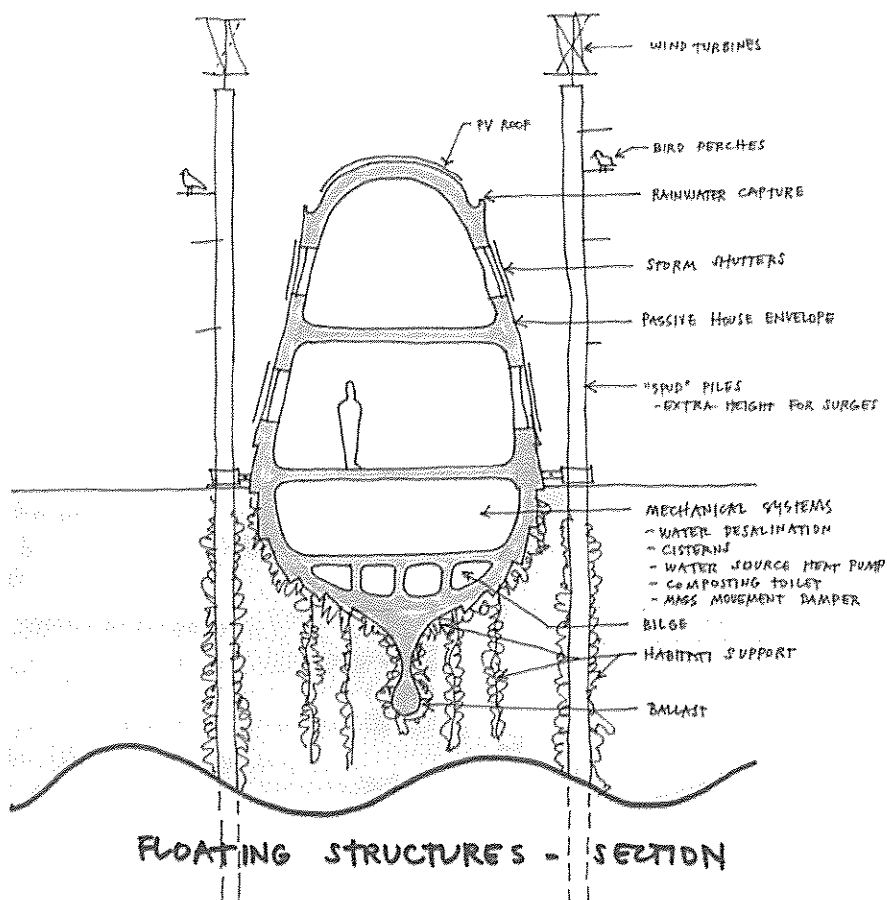 WIND TURBINES
PV ROOF
BIRD PERCHES
RAINWATER CAPTURE
STORM SHUTTERS
PASSIVE HOUSE ENVELOPE
"SPUD" PILES
- EXTRA HEIGHT FOR SURGES
MECHANICAL SYSTEMS
- WATER DESALINATION
- CISTERNS
- WATER SOURCE HEAT PUMP
- COMPOSTING TOILET
- MASS MOVEMENT DAMPER
BILGE
HABITAT SUPPORT
BALLAST
FLOATING STRUCTURES - SECTION